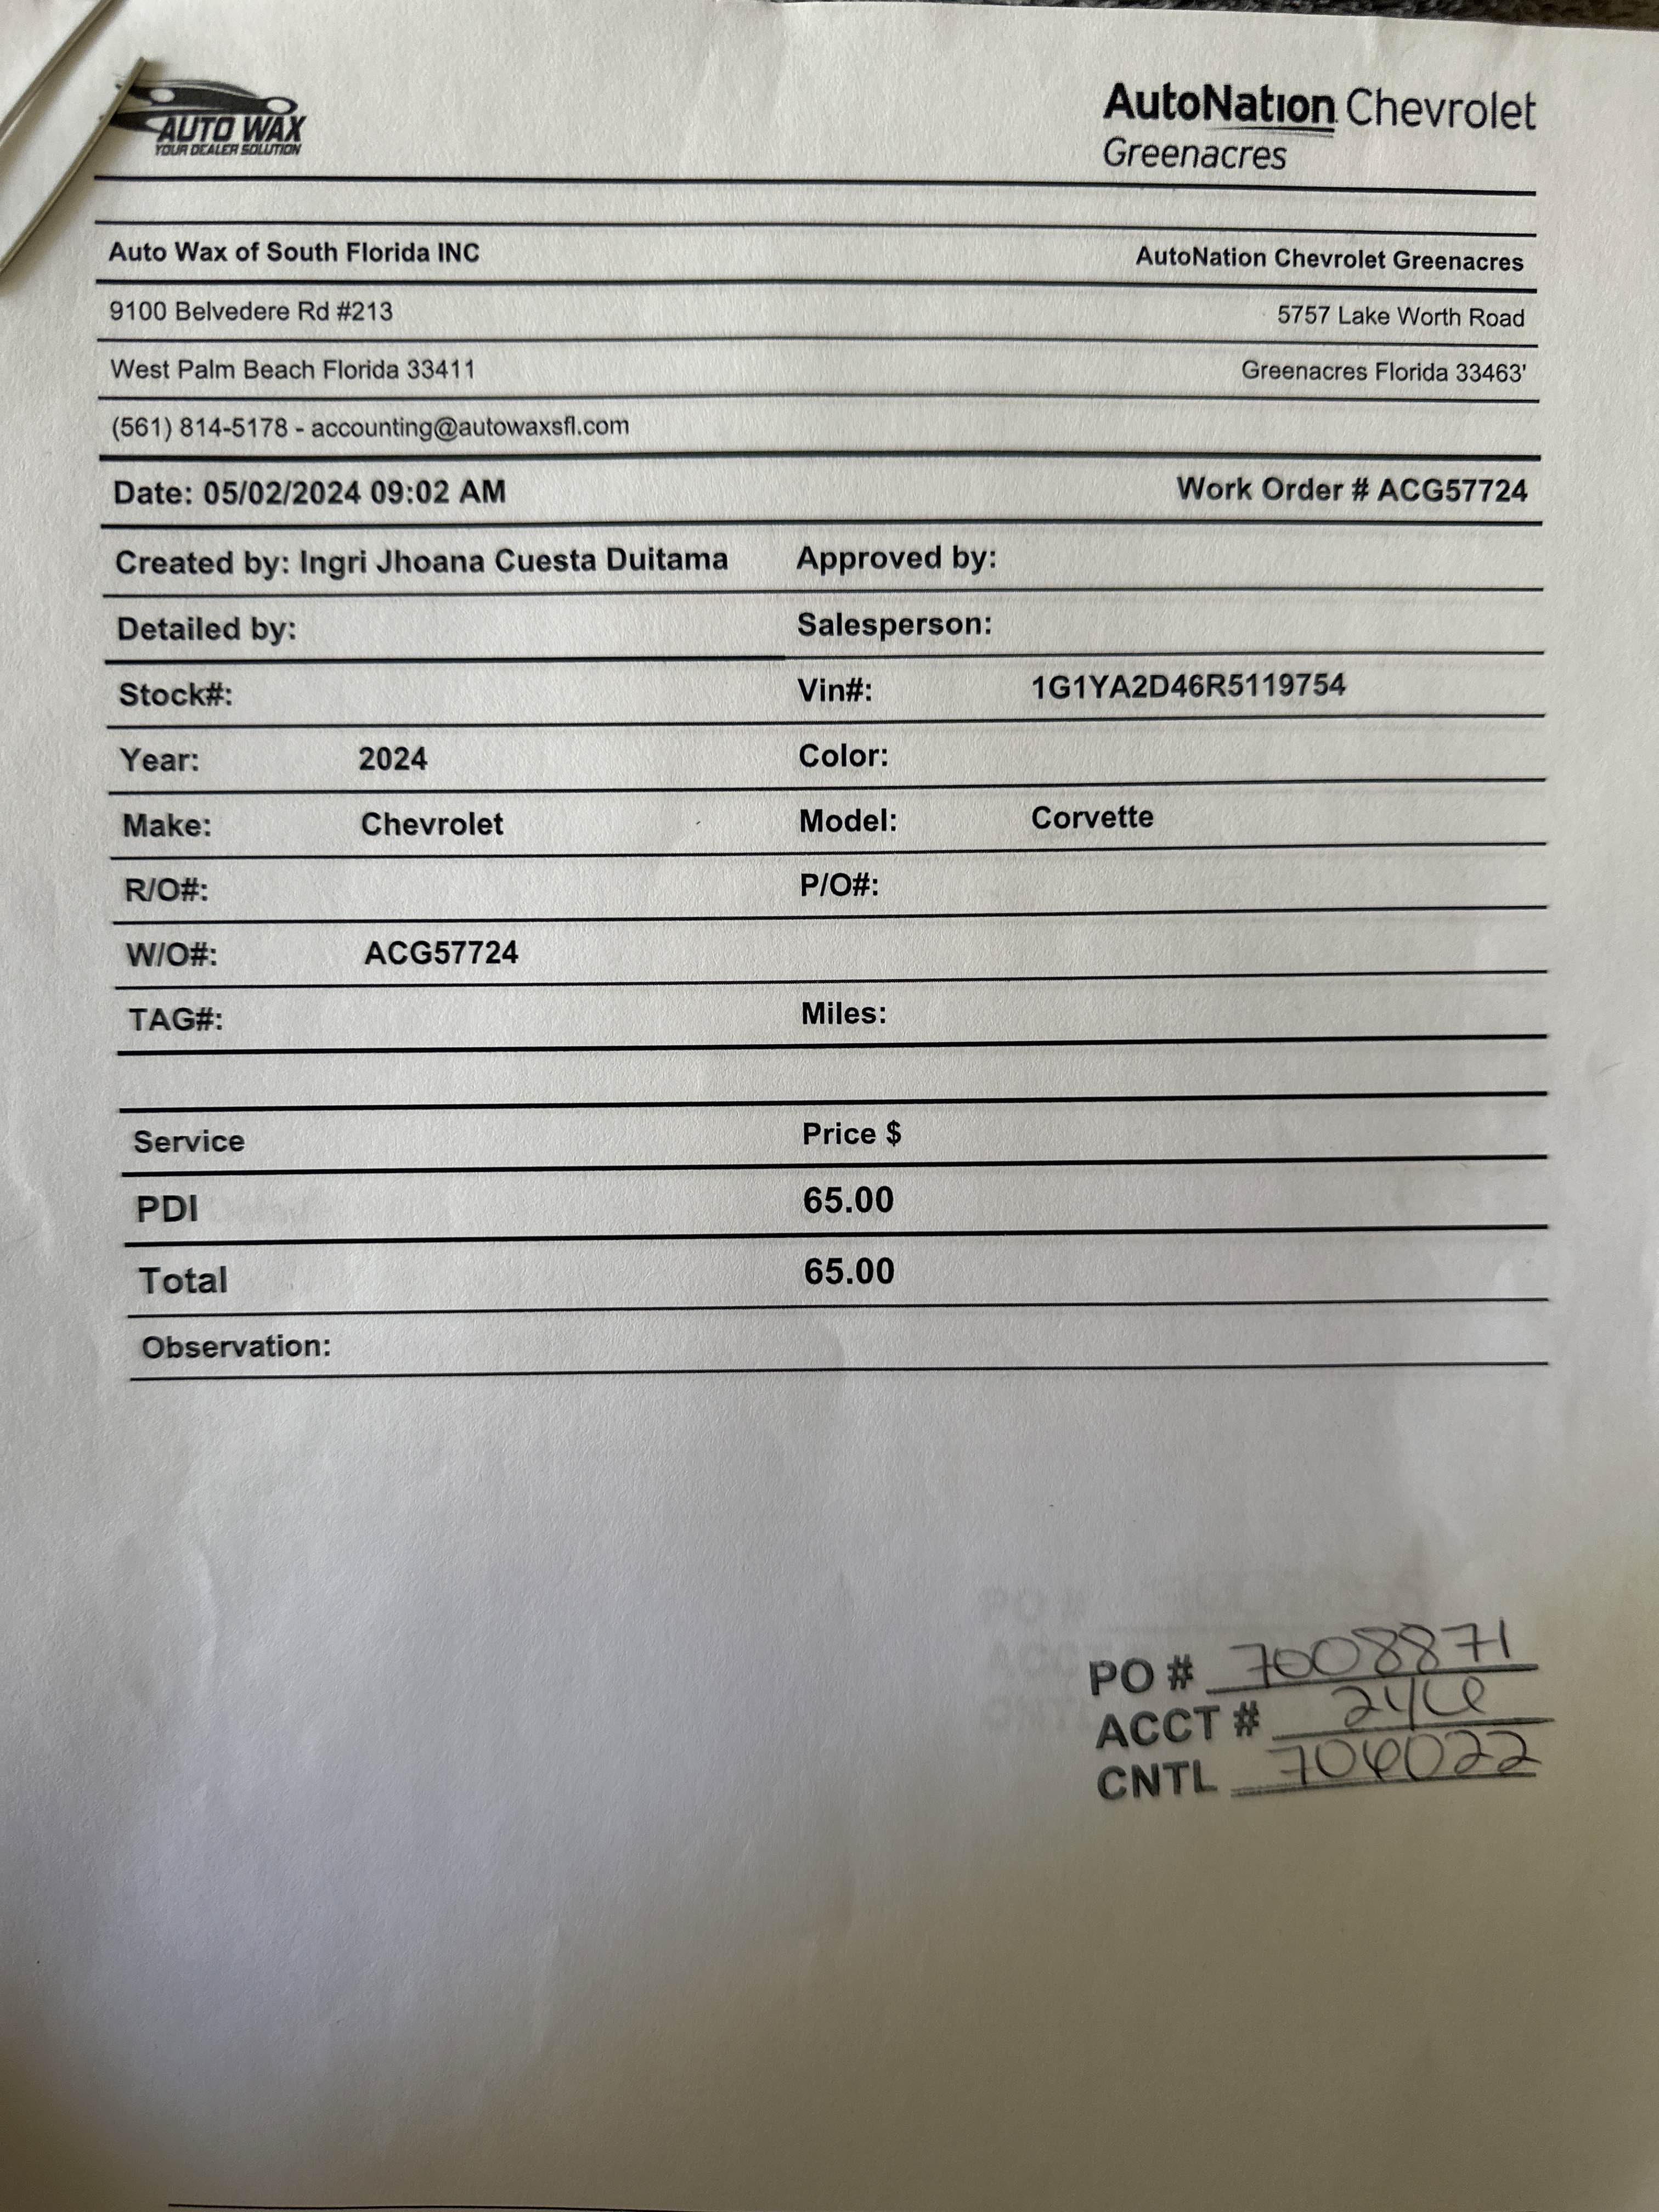 AUTO WAX
YOUR DEALER SOLUTION
AutoNation Chevrolet
Greenacres
Auto Wax of South Florida INC AutoNation Chevrolet Greenacres
9100 Belvedere Rd #213 5757 Lake Worth Road
West Palm Beach Florida 33411 Greenacres Florida 33463'
(561) 814-5178 - accounting@autowaxsfl.com
Date: 05/02/2024 09:02 AM Work Order # ACG57724
Created by: Ingri Jhoana Cuesta Duitama Approved by:
Detailed by: Salesperson:
Stock#: Vin#: 1G1YA2D46R5119754
Year: 2024 Color:
Make: Chevrolet Model: Corvette
R/O#: P/O#:
W/O#: ACG57724
TAG#: Miles:
Service Price $
PDI 65.00
Total 65.00
Observation:
PO # 7008871
ACCT # 246
CNTL 706022